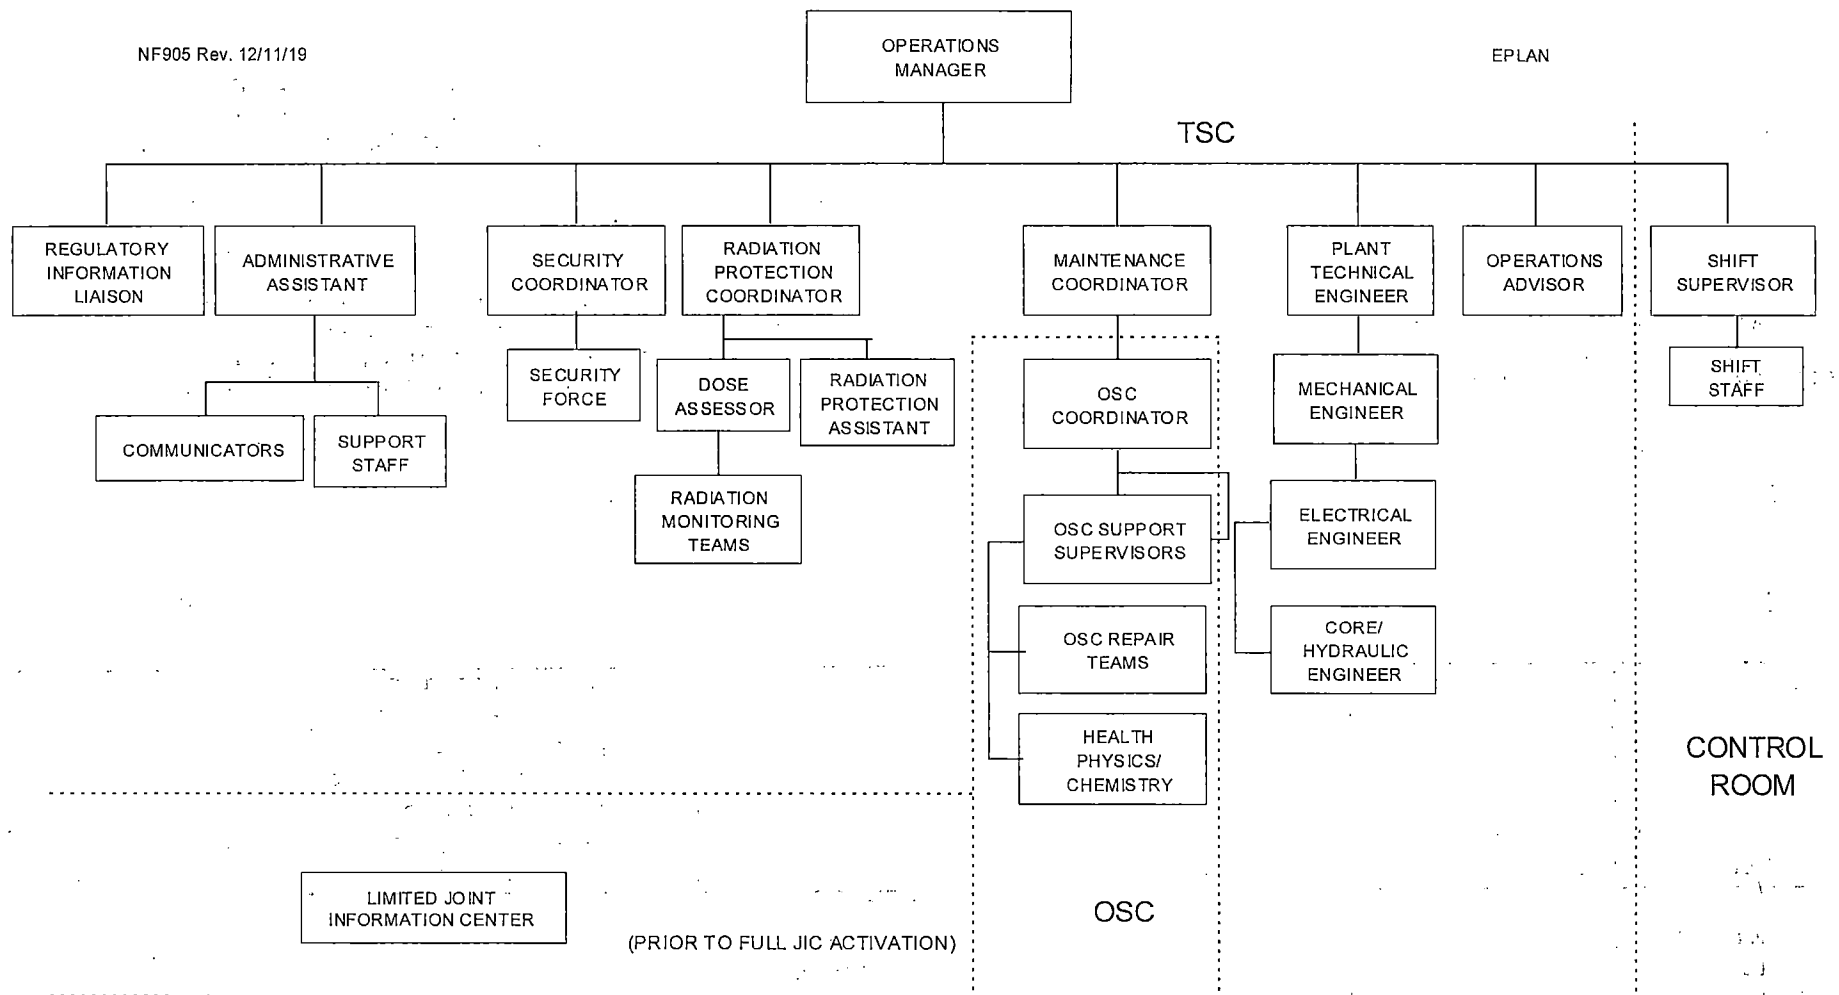 NF905 Rev. 12/11/19
OPERATIONS
MANAGER
EPLAN
TSC
REGULATORY
INFORMATION
LIAISON
ADMINISTRATIVE
ASSISTANT
SECURITY
COORDINATOR
RADIATION
PROTECTION
COORDINATOR
MAINTENANCE
COORDINATOR
PLANT
TECHNICAL
ENGINEER
OPERATIONS
ADVISOR
SHIFT
SUPERVISOR
COMMUNICATORS
SUPPORT
STAFF
SECURITY
FORCE
DOSE
ASSESSOR
RADIATION
PROTECTION
ASSISTANT
RADIATION
MONITORING
TEAMS
OSC
COORDINATOR
OSC SUPPORT
SUPERVISORS
OSC REPAIR
TEAMS
HEALTH
PHYSICS/
CHEMISTRY
MECHANICAL
ENGINEER
ELECTRICAL
ENGINEER
CORE/
HYDRAULIC
ENGINEER
SHIFT
STAFF
CONTROL
ROOM
LIMITED JOINT
INFORMATION CENTER
(PRIOR TO FULL JIC ACTIVATION)
OSC